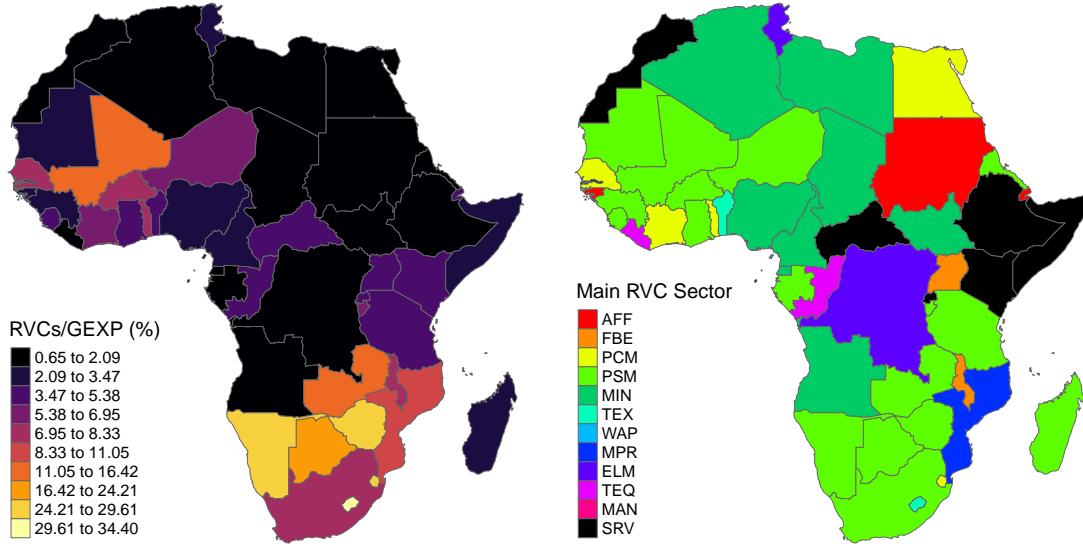 RVCs/GEXP (%)
0.65 to 2.09
2.09 to 3.47
3.47 to 5.38
5.38 to 6.95
6.95 to 8.33
8.33 to 11.05
11.05 to 16.42
16.42 to 24.21
24.21 to 29.61
29.61 to 34.40
Main RVC Sector
AFF
FBE
PCM
PSM
MIN
TEX
WAP
MPR
ELM
TEQ
MAN
SRV